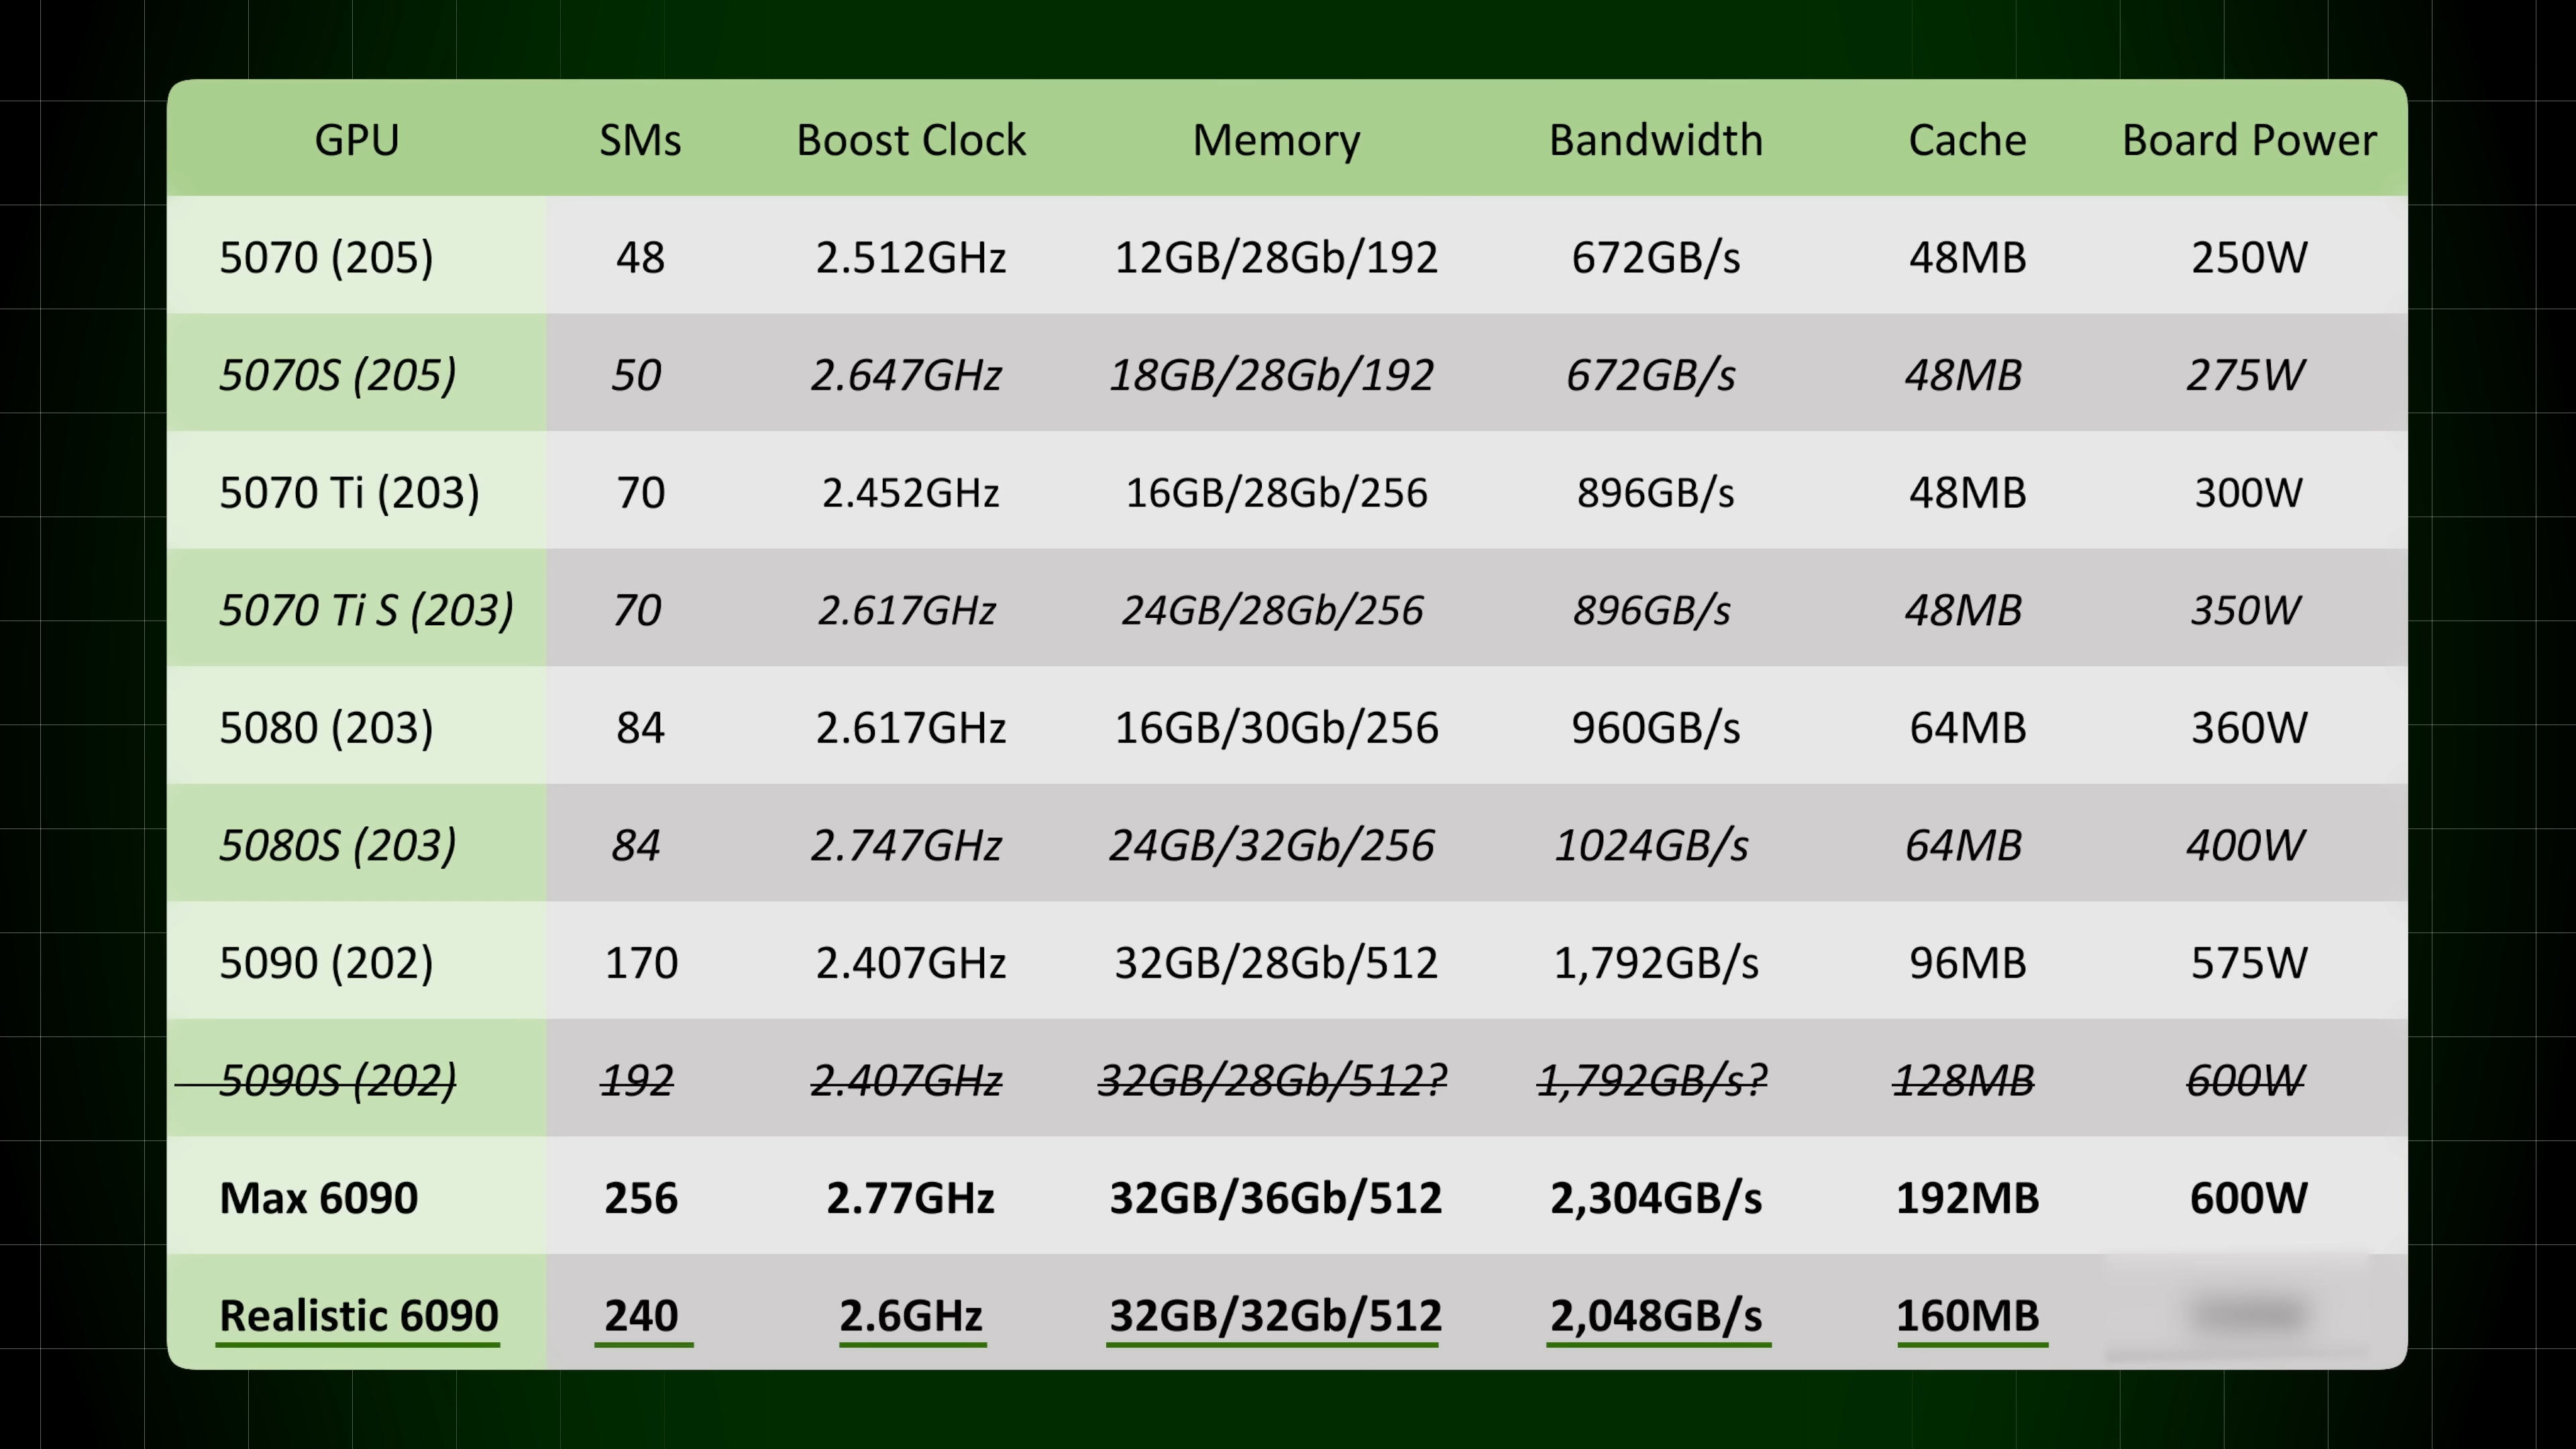 GPU SMs Boost Clock Memory Bandwidth Cache Board Power
5070 (205) 48 2.512GHz 12GB/28Gb/192 672GB/s 48MB 250W
5070S (205) 50 2.647GHz 18GB/28Gb/192 672GB/s 48MB 275W
5070 Ti (203) 70 2.452GHz 16GB/28Gb/256 896GB/s 48MB 300W
5070 Ti S (203) 70 2.617GHz 24GB/28Gb/256 896GB/s 48MB 350W
5080 (203) 84 2.617GHz 16GB/30Gb/256 960GB/s 64MB 360W
5080S (203) 84 2.747GHz 24GB/32Gb/256 1024GB/s 64MB 400W
5090 (202) 170 2.407GHz 32GB/28Gb/512 1,792GB/s 96MB 575W
5090S (202) 192 2.407GHz 32GB/28Gb/512? 1,792GB/s? 128MB 600W
Max 6090 256 2.77GHz 32GB/36Gb/512 2,304GB/s 192MB 600W
Realistic 6090 240 2.6GHz 32GB/32Gb/512 2,048GB/s 160MB